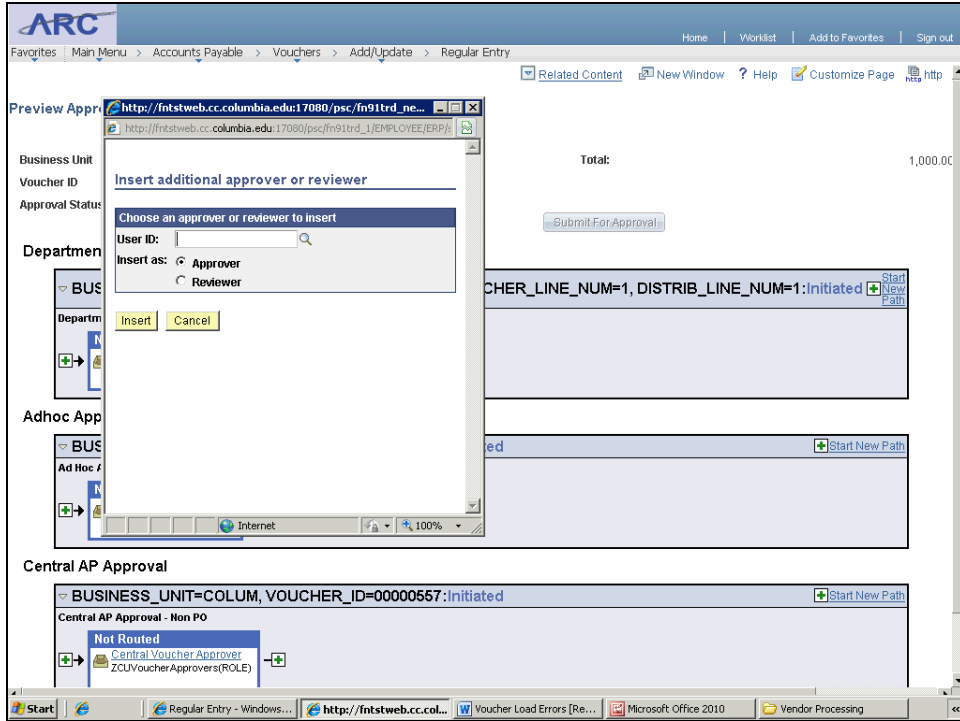 ARC
Home | Worklist | Add to Favorites | Sign out
Favorites | Main Menu > Accounts Payable > Vouchers > Add/Update > Regular Entry
Related Content New Window ? Help Customize Page http
Preview Appr
http://fntstweb.cc.columbia.edu:17080/psc/fn91trd_ne...
http://fntstweb.cc.columbia.edu:17080/psc/fn91trd_1/EMPLOYEE/ERP/
Business Unit
Total: 1,000.00
Voucher ID
Insert additional approver or reviewer
Approval Status
Submit For Approval
Choose an approver or reviewer to insert
User ID:
Insert as: Approver
Reviewer
Insert Cancel
Departmen
BUS
CHER_LINE_NUM=1, DISTRIB_LINE_NUM=1:Initiated
Start New Path
Departm
N
Adhoc App
BUS
ed
Start New Path
Ad Hoc A
N
Internet 100%
Central AP Approval
BUSINESS_UNIT=COLUM, VOUCHER_ID=00000557:Initiated
Start New Path
Central AP Approval - Non PO
Not Routed
Central Voucher Approver
ZCUVoucherApprovers(ROLE)
Start Regular Entry - Windows... http://fntstweb.cc.col... Voucher Load Errors [Re... Microsoft Office 2010 Vendor Processing